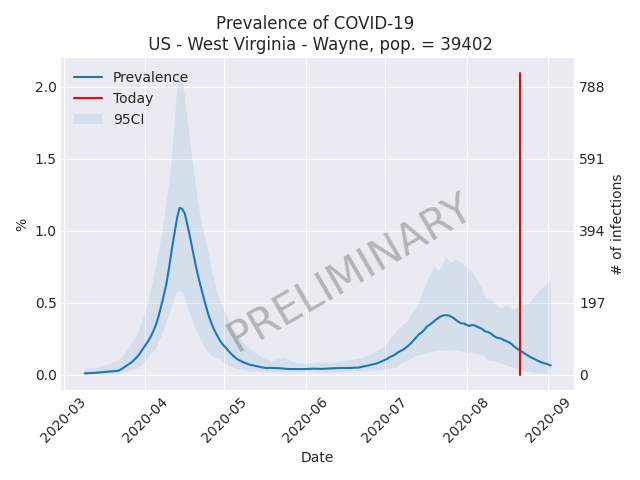 Prevalence of COVID-19
US - West Virginia - Wayne, pop. = 39402
Prevalence
Today
95CI
2.0
1.5
1.0
0.5
0.0
%
788
591
394
197
0
# of infections
PRELIMINARY
2020-03
2020-04
2020-05
2020-06
2020-07
2020-08
2020-09
Date